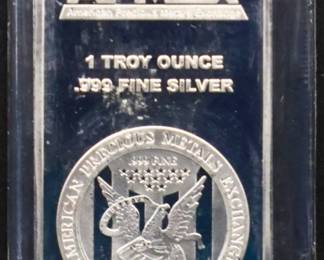 1 TROY OUNCE
.999 FINE SILVER
AMERICAN PRECIOUS METALS EXCHANGE
.999 FINE